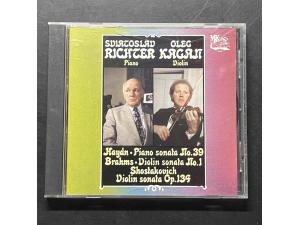 SVIATOSLAV OLEG
RICHTER KAGAN
Piano Violin
Haydn • Piano sonata No.39
Brahms • Violin sonata No.1
Shostakovich
Violin sonata Op.134